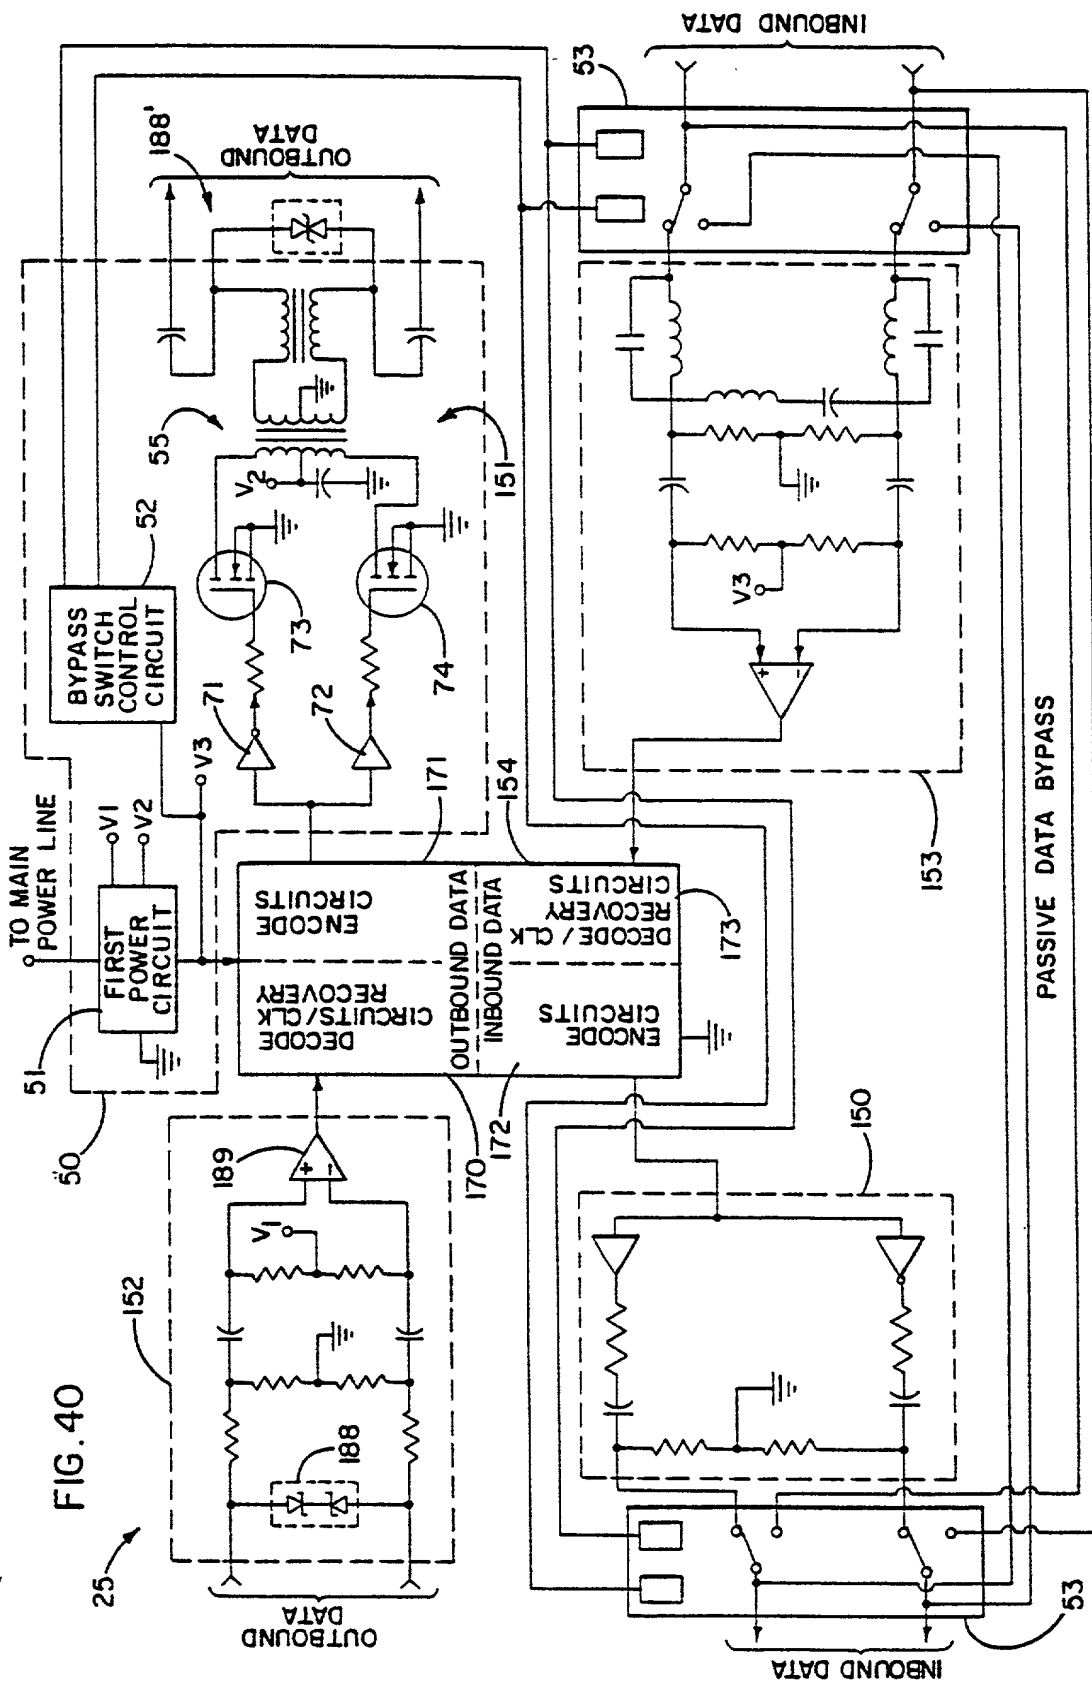 FIG. 40
25
152
188
189
V1
OUTBOUND
DATA
50
51
TO MAIN
POWER LINE
FIRST
POWER
CIRCUIT
V1
V2
V3
BYPASS
SWITCH
CONTROL
CIRCUIT
52
55
71
72
73
74
V2
151
188'
OUTBOUND
DATA
DECODE
CIRCUITS/CLK
RECOVERY
ENCODE
CIRCUITS
OUTBOUND DATA
INBOUND DATA
ENCODE
CIRCUITS
DECODE/CLK
RECOVERY
CIRCUITS
170
172
171
154
173
150
153
V3
+
-
+
-
53
INBOUND DATA
53
INBOUND DATA
PASSIVE DATA BYPASS